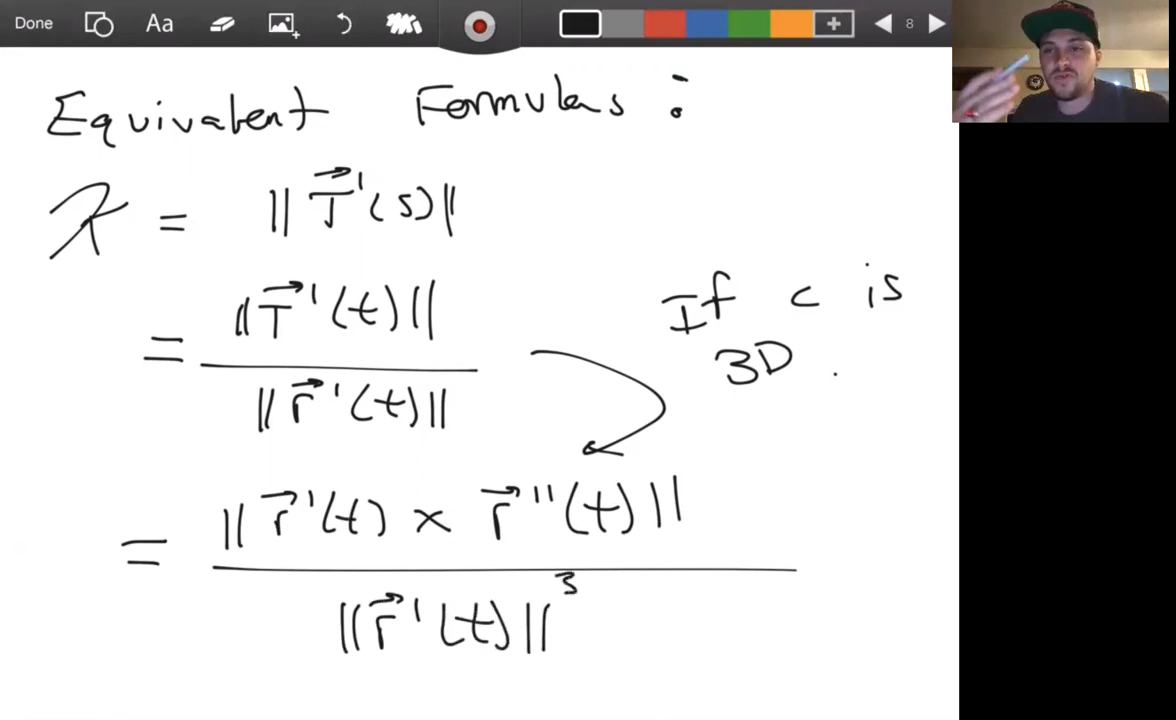 Done Aa 8
Equivalent Formulas :
κ = || T⃗'(s) ||
= || T⃗'(t) || / || r⃗'(t) ||
If c is
3D .
= || r⃗'(t) × r⃗''(t) || / || r⃗'(t) ||³